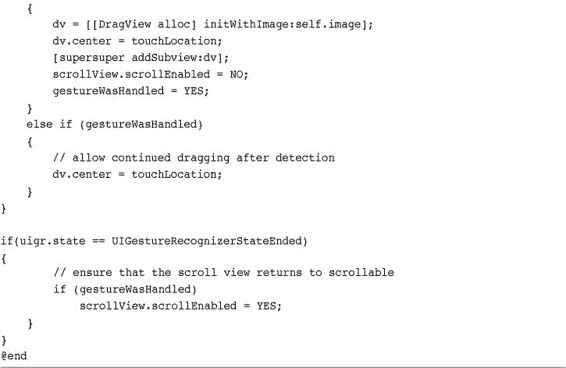 {
dv = [[DragView alloc] initWithImage:self.image];
dv.center = touchLocation;
[supersuper addSubview:dv];
scrollView.scrollEnabled = NO;
gestureWasHandled = YES;
}
else if (gestureWasHandled)
{
// allow continued dragging after detection
dv.center = touchLocation;
}
}
if(uigr.state == UIGestureRecognizerStateEnded)
{
// ensure that the scroll view returns to scrollable
if (gestureWasHandled)
scrollView.scrollEnabled = YES;
}
}
@end